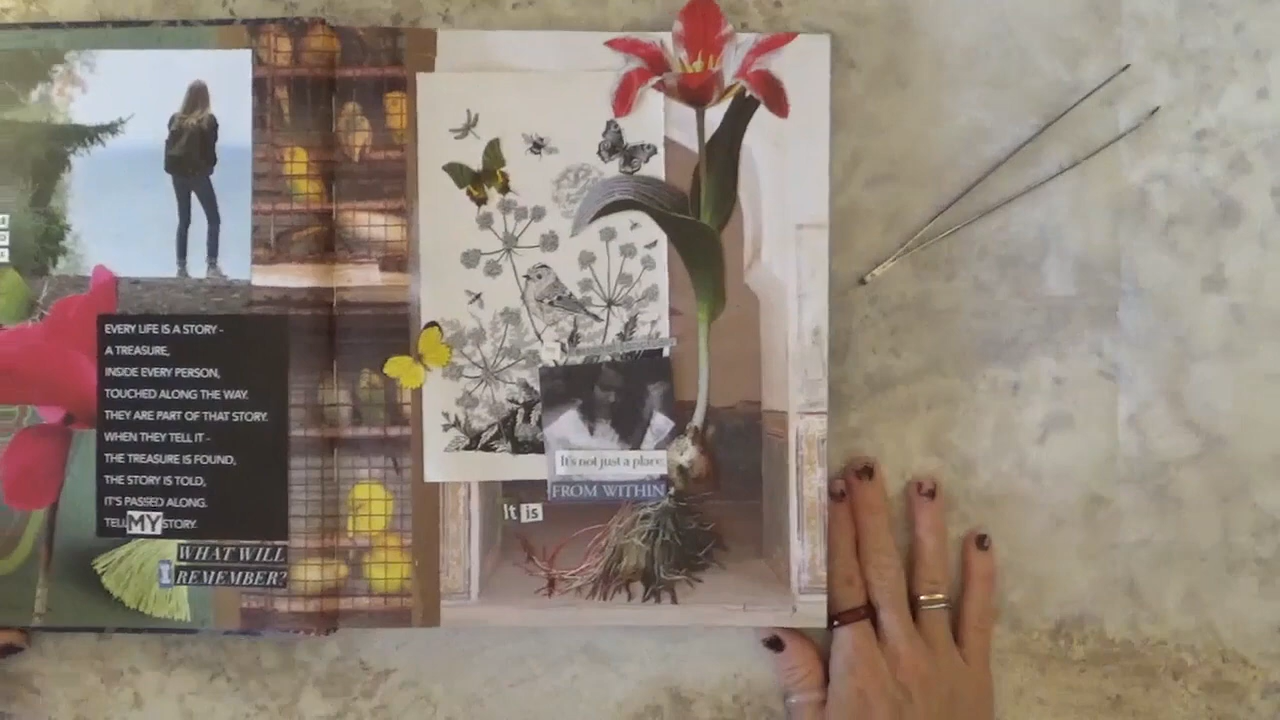 EVERY LIFE IS A STORY -
A TREASURE,
INSIDE EVERY PERSON,
TOUCHED ALONG THE WAY.
THEY ARE PART OF THAT STORY.
WHEN THEY TELL IT -
THE TREASURE IS FOUND,
THE STORY IS TOLD,
IT'S PASSED ALONG.
TELL MY STORY.
WHAT WILL
I REMEMBER?
It's not just a place,
FROM WITHIN
It is